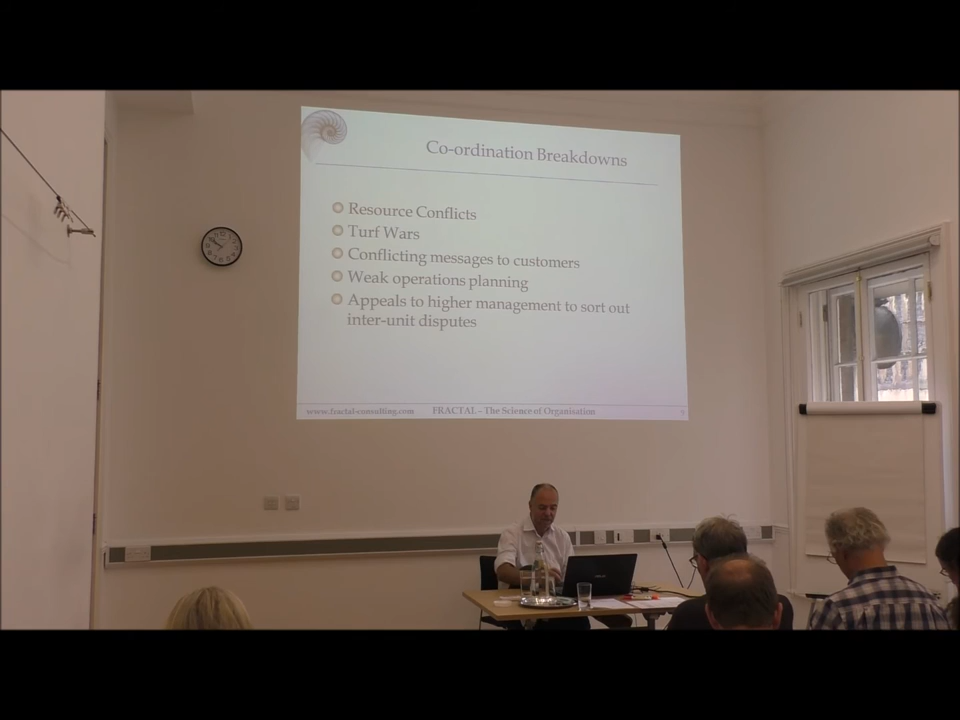 Co-ordination Breakdowns
Resource Conflicts
Turf Wars
Conflicting messages to customers
Weak operations planning
Appeals to higher management to sort out
inter-unit disputes
www.fractal-consulting.com FRACTAL – The Science of Organisation